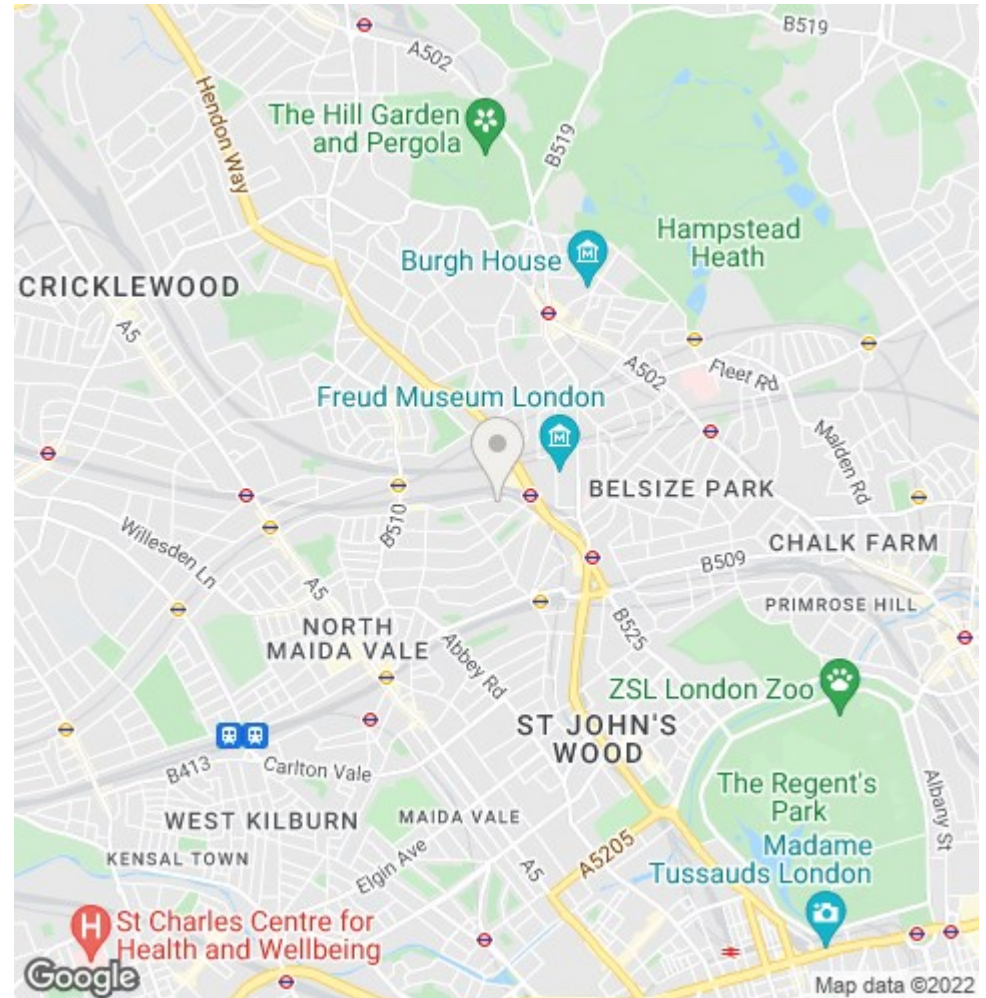 B519
A502
The Hill Garden
and Pergola
B519
Hendon Way
Hampstead
Heath
Burgh House
CRICKLEWOOD
A5
A502
Fleet Rd
Freud Museum London
Malden Rd
BELSIZE PARK
B510
Willesden Ln
CHALK FARM
B509
A5
PRIMROSE HILL
NORTH
MAIDA VALE
B525
Abbey Rd
ZSL London Zoo
ST JOHN'S
WOOD
B413
Carlton Vale
The Regent's
Park
Albany St
WEST KILBURN
MAIDA VALE
A5205
KENSAL TOWN
Elgin Ave
A5
Madame
Tussauds London
H
St Charles Centre for
Health and Wellbeing
Google
Map data ©2022